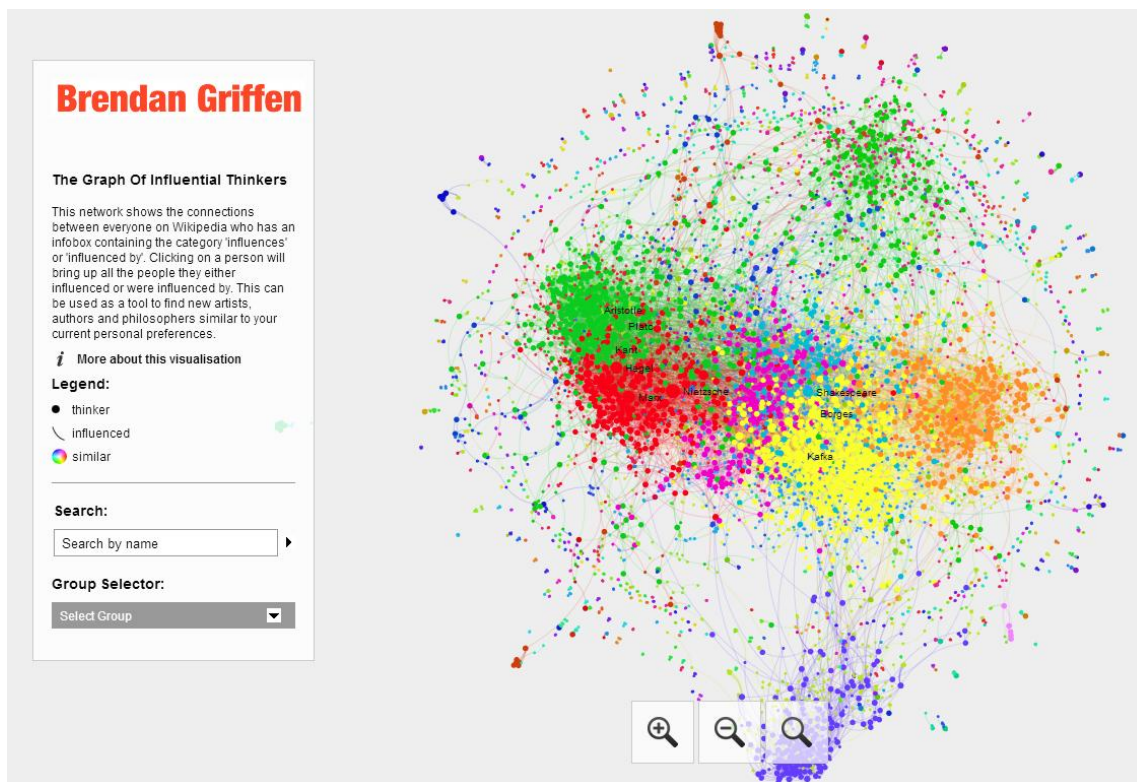 Brendan Griffen
The Graph Of Influential Thinkers
This network shows the connections
between everyone on Wikipedia who has an
infobox containing the category 'influences'
or 'influenced by'. Clicking on a person will
bring up all the people they either
influenced or were influenced by. This can
be used as a tool to find new artists,
authors and philosophers similar to your
current personal preferences.
i More about this visualisation
Legend:
thinker
influenced
similar
Search:
Search by name
Group Selector:
Select Group
Aristotle
Plato
Kant
Hegel
Marx
Nietzsche
Shakespeare
Borges
Kafka